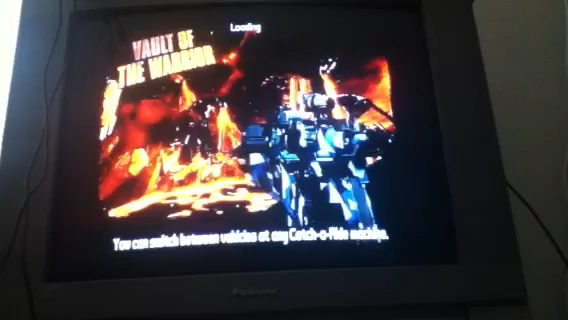 Loading
VAULT OF
THE WARRIOR
You can switch between vehicles at any Catch-a-Ride machine.